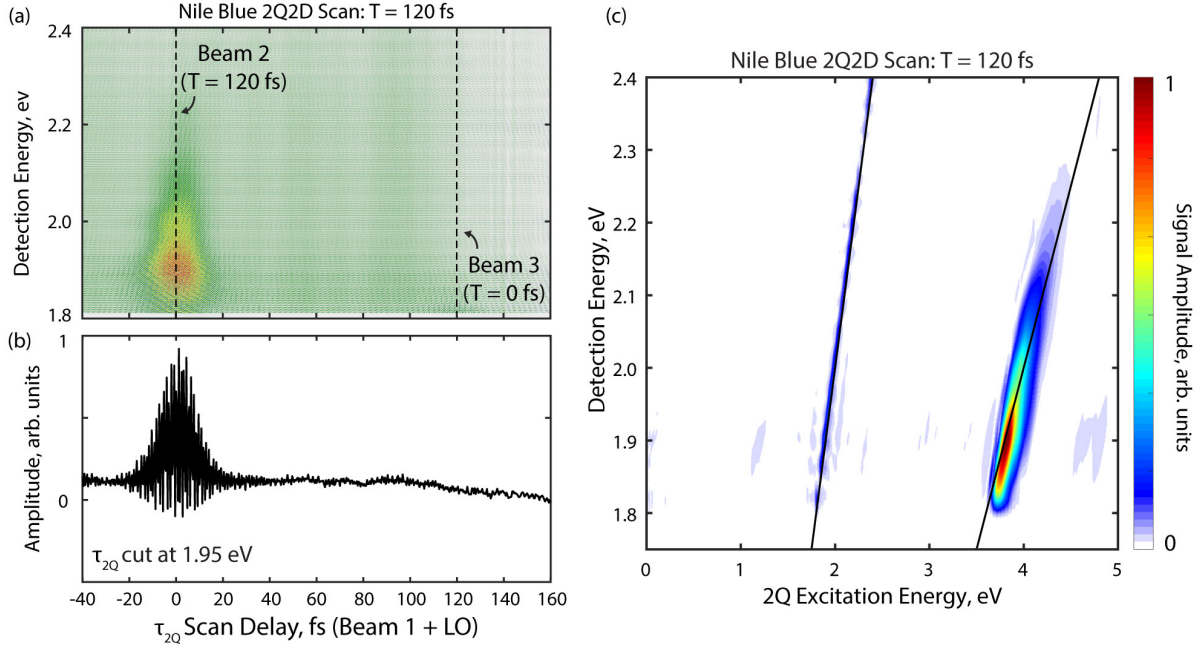 (a)
Nile Blue 2Q2D Scan: T = 120 fs
2.4
2.2
2.0
1.8
Detection Energy, ev
Beam 2
(T = 120 fs)
Beam 3
(T = 0 fs)
(b)
1
0
Amplitude, arb. units
τ2Q cut at 1.95 eV
-40 -20 0 20 40 60 80 100 120 140 160
τ2Q Scan Delay, fs (Beam 1 + LO)
(c)
Nile Blue 2Q2D Scan: T = 120 fs
2.4
2.3
2.2
2.1
2.0
1.9
1.8
Detection Energy, eV
0 1 2 3 4 5
2Q Excitation Energy, eV
1
0
Signal Amplitude, arb. units